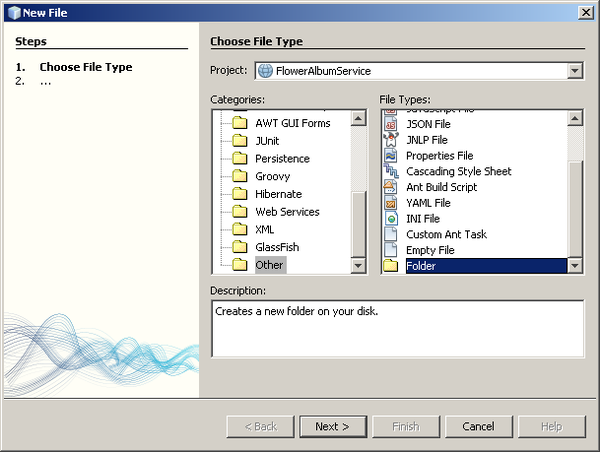 New File
Steps
1. Choose File Type
2. ...
Choose File Type
Project: FlowerAlbumService
Categories:
AWT GUI Forms
JUnit
Persistence
Groovy
Hibernate
Web Services
XML
GlassFish
Other
File Types:
JavaScript File
JSON File
JNLP File
Properties File
Cascading Style Sheet
Ant Build Script
YAML File
INI File
Custom Ant Task
Empty File
Folder
Description:
Creates a new folder on your disk.
< Back
Next >
Finish
Cancel
Help